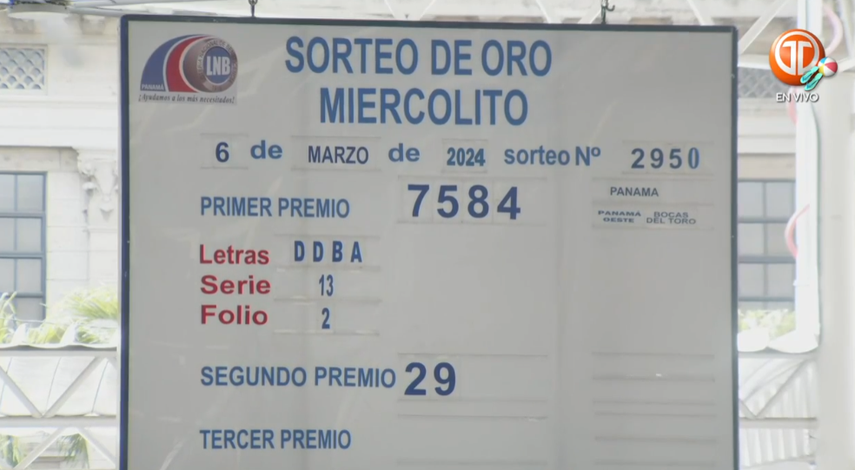 LNB
PANAMÁ
¡Ayudamos a los más necesitados!
SORTEO DE ORO
MIERCOLITO
6 de MARZO de 2024 sorteo Nº 2950
PRIMER PREMIO 7584 PANAMA
PANAMA OESTE BOCAS DEL TORO
Letras D D B A
Serie 13
Folio 2
SEGUNDO PREMIO 29
TERCER PREMIO
EN VIVO